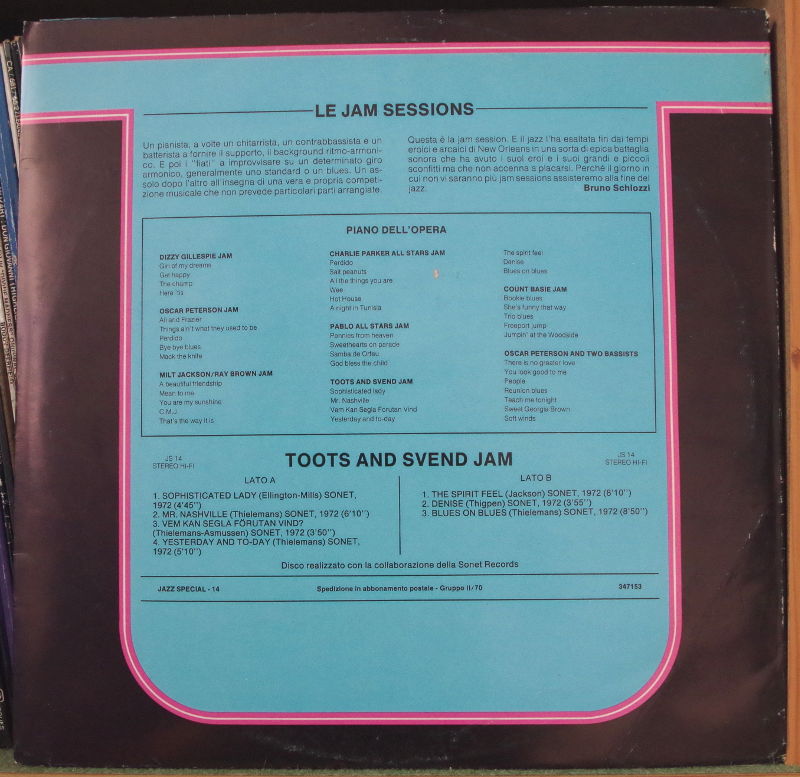 LE JAM SESSIONS
Un pianista, a volte un chitarrista, un contrabbassista e un
batterista a fornire il supporto, il background ritmo-armoni-
co. E poi i "fiati" a improvvisare su un determinato giro
armonico, generalmente uno standard o un blues. Un as-
solo dopo l'altro all'insegna di una vera e propria competi-
zione musicale che non prevede particolari parti arrangiate.
Questa è la jam session. E il jazz l'ha esaltata fin dai tempi
eroici e arcaici di New Orleans in una sorta di epica battaglia
sonora che ha avuto i suoi eroi e i suoi grandi e piccoli
sconfitti ma che non accenna a placarsi. Perché il giorno in
cui non vi saranno più jam sessions assisteremo alla fine del
jazz.
Bruno Schiozzi
PIANO DELL'OPERA
DIZZY GILLESPIE JAM
Girl of my dreams
Get happy
The champ
Here 'tis
OSCAR PETERSON JAM
Ali and Frazier
Things ain't what they used to be
Perdido
Bye bye blues
Mack the knife
MILT JACKSON/RAY BROWN JAM
A beautiful friendship
Mean to me
You are my sunshine
C.M.J.
That's the way it is
CHARLIE PARKER ALL STARS JAM
Perdido
Salt peanuts
All the things you are
Wee
Hot House
A night in Tunisia
PABLO ALL STARS JAM
Pennies from heaven
Sweethearts on parade
Samba de Orfeu
God bless the child
TOOTS AND SVEND JAM
Sophisticated lady
Mr. Nashville
Vem Kan Segla Forutan Vind
Yesterday and to-day
The spirit feel
Denise
Blues on blues
COUNT BASIE JAM
Bookie blues
She's funny that way
Trio blues
Freeport jump
Jumpin' at the Woodside
OSCAR PETERSON AND TWO BASSISTS
There is no greater love
You look good to me
People
Reunion blues
Teach me tonight
Sweet Georgia Brown
Soft winds
JS 14
STEREO HI-FI
TOOTS AND SVEND JAM
JS 14
STEREO HI-FI
LATO A
1. SOPHISTICATED LADY (Ellington-Mills) SONET,
1972 (4'45")
2. MR. NASHVILLE (Thielemans) SONET, 1972 (6'10")
3. VEM KAN SEGLA FÖRUTAN VIND?
(Thielemans-Asmussen) SONET, 1972 (3'50")
4. YESTERDAY AND TO-DAY (Thielemans) SONET,
1972 (5'10")
LATO B
1. THE SPIRIT FEEL (Jackson) SONET, 1972 (6'10")
2. DENISE (Thigpen) SONET, 1972 (3'55")
3. BLUES ON BLUES (Thielemans) SONET, 1972 (8'50")
Disco realizzato con la collaborazione della Sonet Records
JAZZ SPECIAL - 14
Spedizione in abbonamento postale - Gruppo II/70
347153